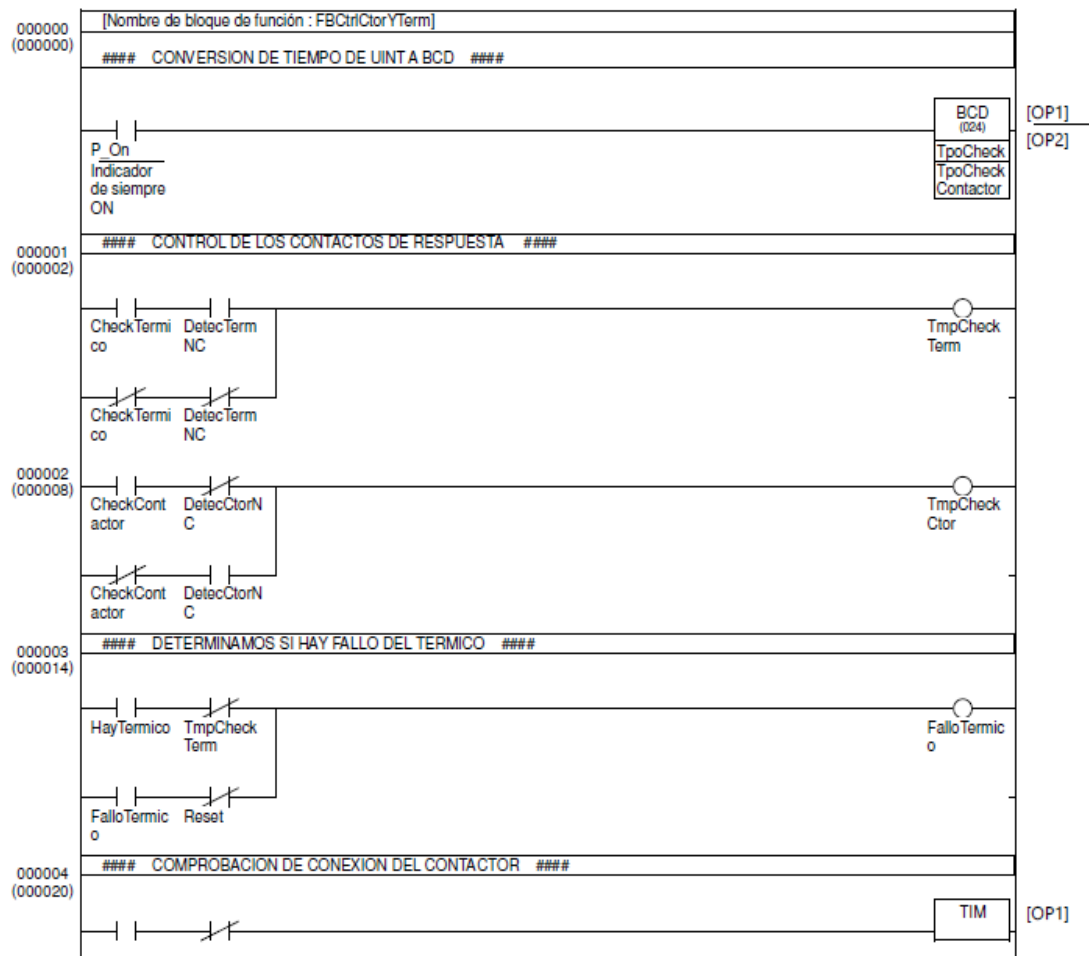 [Nombre de bloque de función : FBCtrlCtorYTerm]
000000
(000000)
#### CONVERSION DE TIEMPO DE UINT A BCD ####
BCD
(024)
[OP1]
[OP2]
P_On
Indicador
de siempre
ON
TpoCheck
TpoCheck
Contactor
000001
(000002)
#### CONTROL DE LOS CONTACTOS DE RESPUESTA ####
CheckTermi
co
DetecTerm
NC
TmpCheck
Term
CheckTermi
co
DetecTerm
NC
000002
(000008)
CheckCont
actor
DetecCtorN
C
TmpCheck
Ctor
CheckCont
actor
DetecCtorN
C
000003
(000014)
#### DETERMINAMOS SI HAY FALLO DEL TERMICO ####
HayTermico
TmpCheck
Term
FalloTermic
o
FalloTermic
o
Reset
000004
(000020)
#### COMPROBACION DE CONEXION DEL CONTACTOR ####
TIM
[OP1]